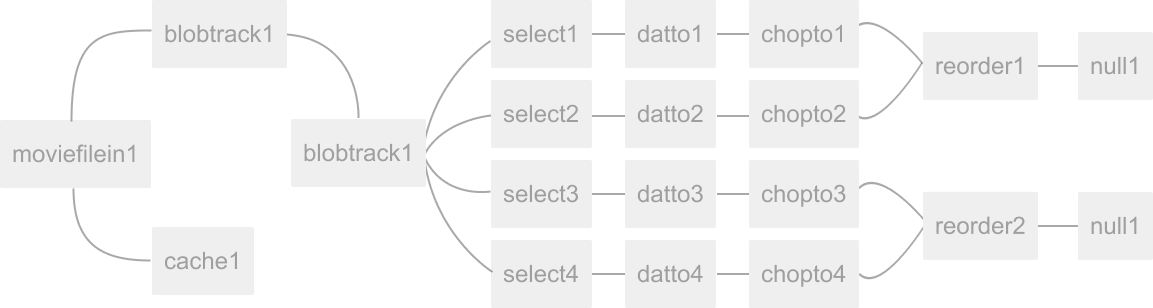 blobtrack1
moviefilein1
cache1
blobtrack1
select1
datto1
chopto1
select2
datto2
chopto2
select3
datto3
chopto3
select4
datto4
chopto4
reorder1
null1
reorder2
null1